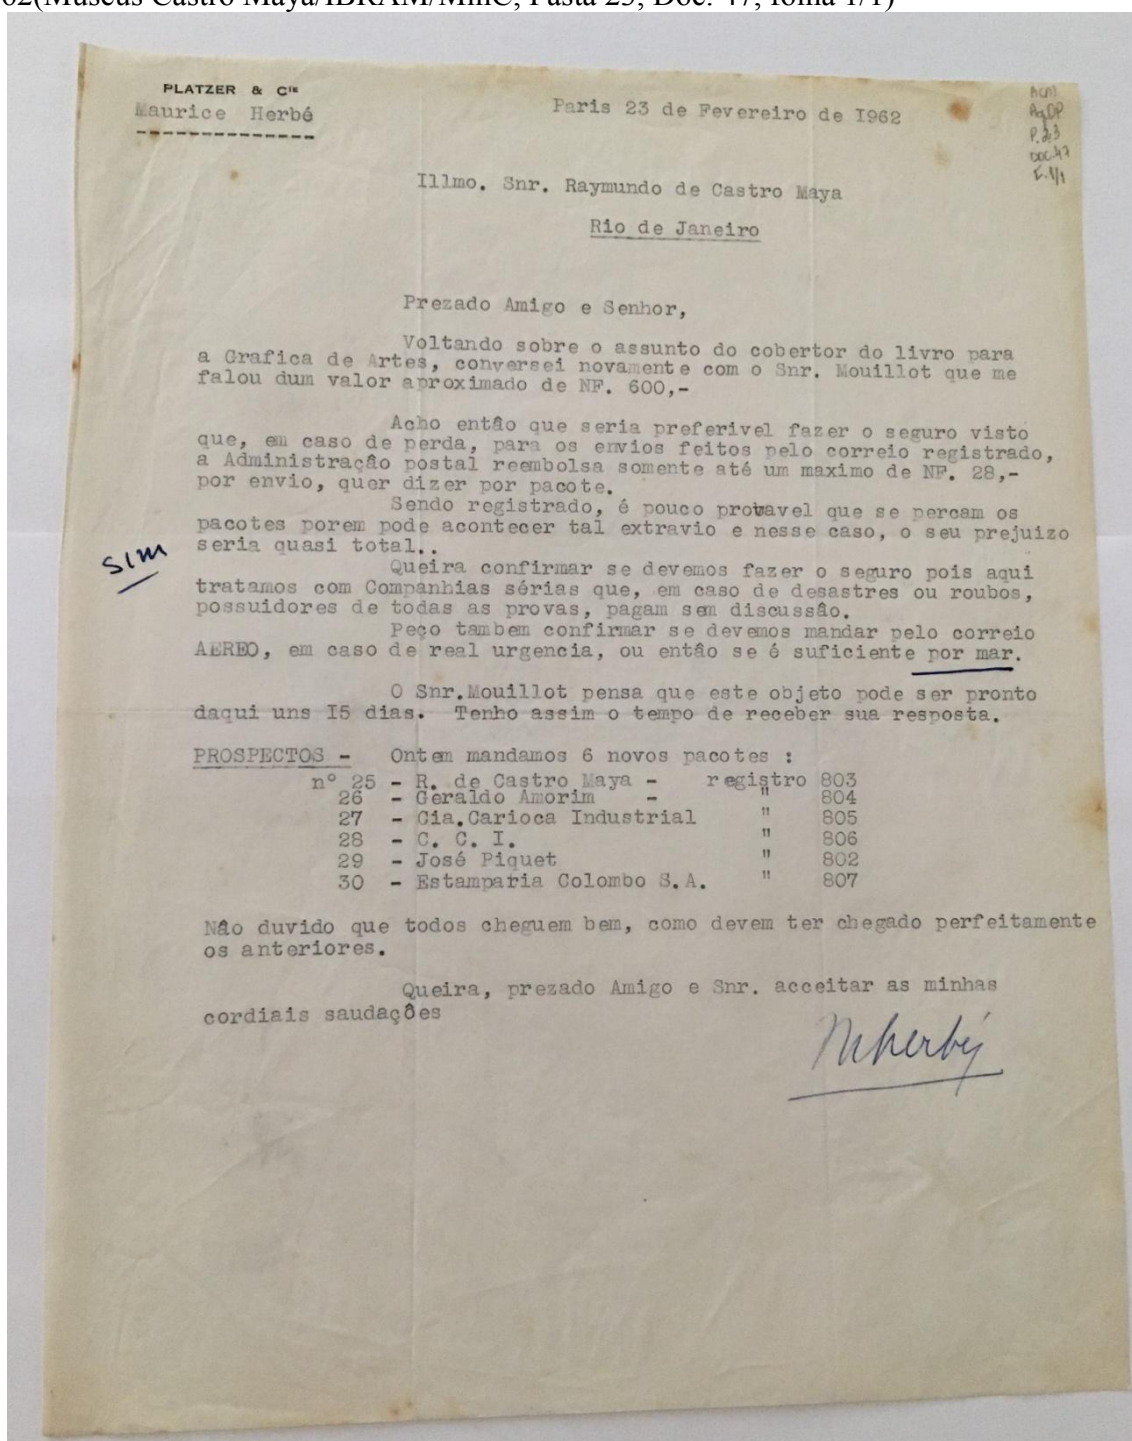 62(Museus Castro Maya/IBRAM/MinC, Pasta 23, Doc. 47, folha 1/1)
PLATZER & CIE
Maurice Herbé
Paris 23 de Fevereiro de I962
ACM
AgDP
P.23
DOC.47
F.1/1
Illmo. Snr. Raymundo de Castro Maya
Rio de Janeiro
Prezado Amigo e Senhor,
Voltando sobre o assunto do cobertor do livro para
a Grafica de Artes, conversei novamente com o Snr. Mouillot que me
falou dum valor aproximado de NF. 600,-
Acho então que seria preferivel fazer o seguro visto
que, em caso de perda, para os envios feitos pelo correio registrado,
a Administração postal reembolsa somente até um maximo de NF. 28,-
por envio, quer dizer por pacote.
Sendo registrado, é pouco provavel que se percam os
pacotes porem pode acontecer tal extravio e nesse caso, o seu prejuizo
seria quasi total..
SIM
Queira confirmar se devemos fazer o seguro pois aqui
tratamos com Companhias sérias que, em caso de desastres ou roubos,
possuidores de todas as provas, pagam sem discussão.
Peço tambem confirmar se devemos mandar pelo correio
AEREO, em caso de real urgencia, ou então se é suficiente por mar.
O Snr.Mouillot pensa que este objeto pode ser pronto
daqui uns I5 dias. Tenho assim o tempo de receber sua resposta.
PROSPECTOS - Ontem mandamos 6 novos pacotes :
nº 25 - R. de Castro Maya - registro 803
26 - Geraldo Amorim - " 804
27 - Cia.Carioca Industrial " 805
28 - C. C. I. " 806
29 - José Piquet " 802
30 - Estamparia Colombo S.A. " 807
Não duvido que todos cheguem bem, como devem ter chegado perfeitamente
os anteriores.
Queira, prezado Amigo e Snr. acceitar as minhas
cordiais saudações
MHerbé